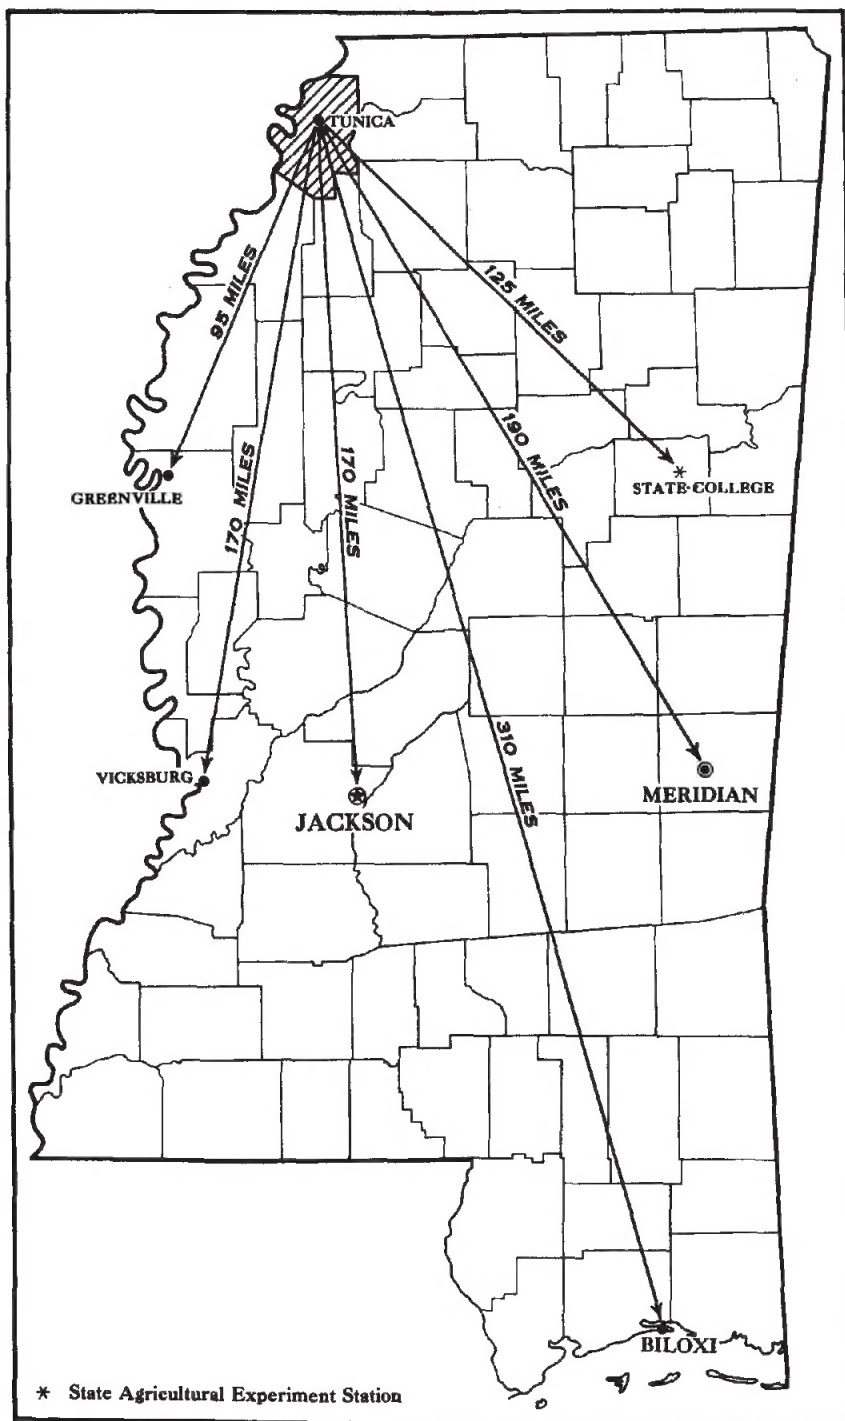 TUNICA
95 MILES
125 MILES
190 MILES
170 MILES
170 MILES
GREENVILLE
STATE COLLEGE
310 MILES
VICKSBURG
JACKSON
MERIDIAN
BILOXI
* State Agricultural Experiment Station